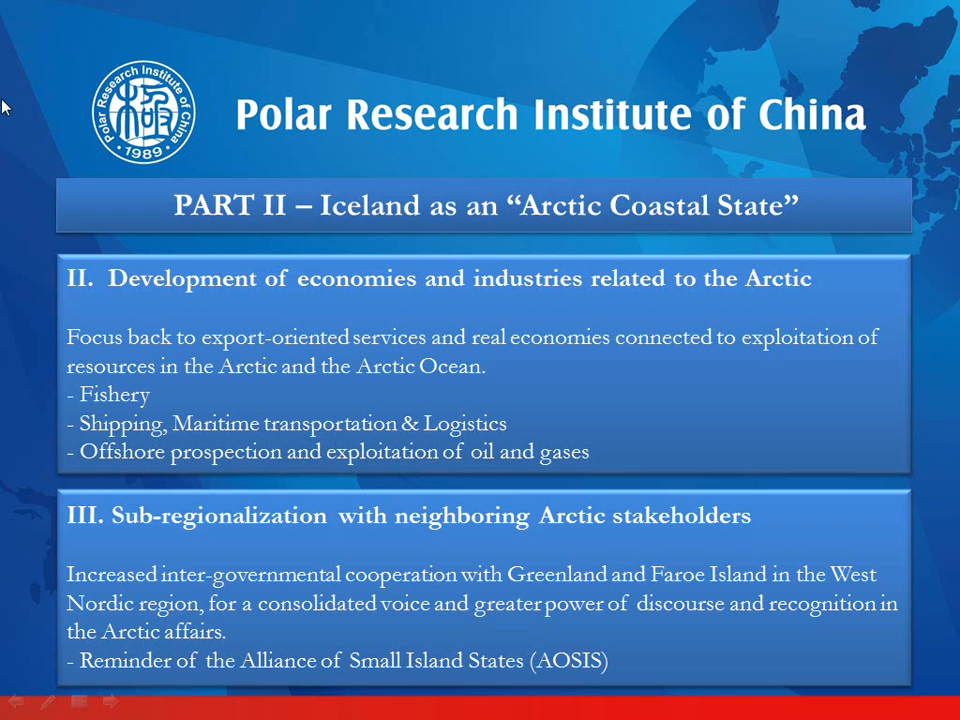 Polar Research Institute of China
1989
Polar Research Institute of China
PART II – Iceland as an “Arctic Coastal State”
II. Development of economies and industries related to the Arctic
Focus back to export-oriented services and real economies connected to exploitation of
resources in the Arctic and the Arctic Ocean.
- Fishery
- Shipping, Maritime transportation & Logistics
- Offshore prospection and exploitation of oil and gases
III. Sub-regionalization with neighboring Arctic stakeholders
Increased inter-governmental cooperation with Greenland and Faroe Island in the West
Nordic region, for a consolidated voice and greater power of discourse and recognition in
the Arctic affairs.
- Reminder of the Alliance of Small Island States (AOSIS)